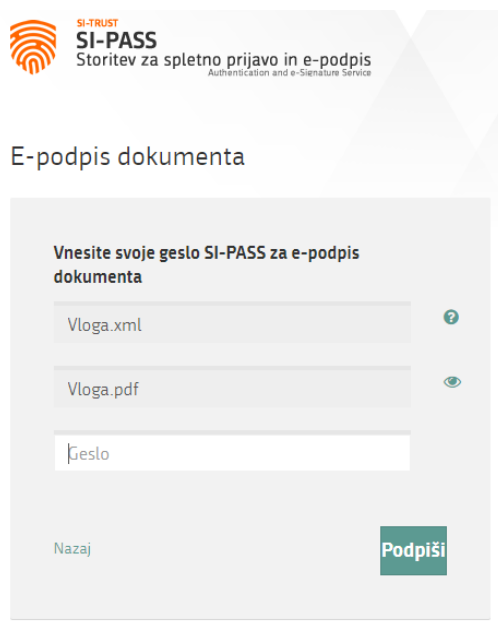 SI-TRUST
SI-PASS
Storitev za spletno prijavo in e-podpis
Authentication and e-Signature Service
E-podpis dokumenta
Vnesite svoje geslo SI-PASS za e-podpis
dokumenta
Vloga.xml
?
Vloga.pdf
Geslo
Nazaj
Podpiši